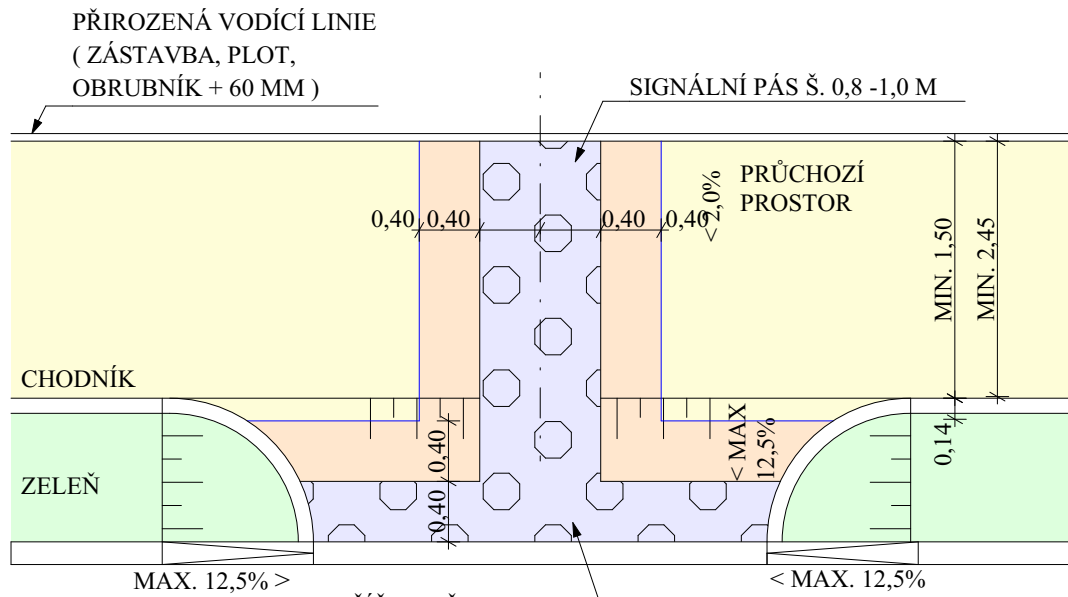 PŘIROZENÁ VODÍCÍ LINIE
( ZÁSTAVBA, PLOT,
OBRUBNÍK + 60 MM )
SIGNÁLNÍ PÁS Š. 0,8 -1,0 M
PRŮCHOZÍ
PROSTOR
< 2,0%
0,40
0,40
0,40
0,40
MIN. 1,50
MIN. 2,45
CHODNÍK
ZELEŇ
0,40
0,40
< MAX
12,5%
0,14
MAX. 12,5% >
< MAX. 12,5%